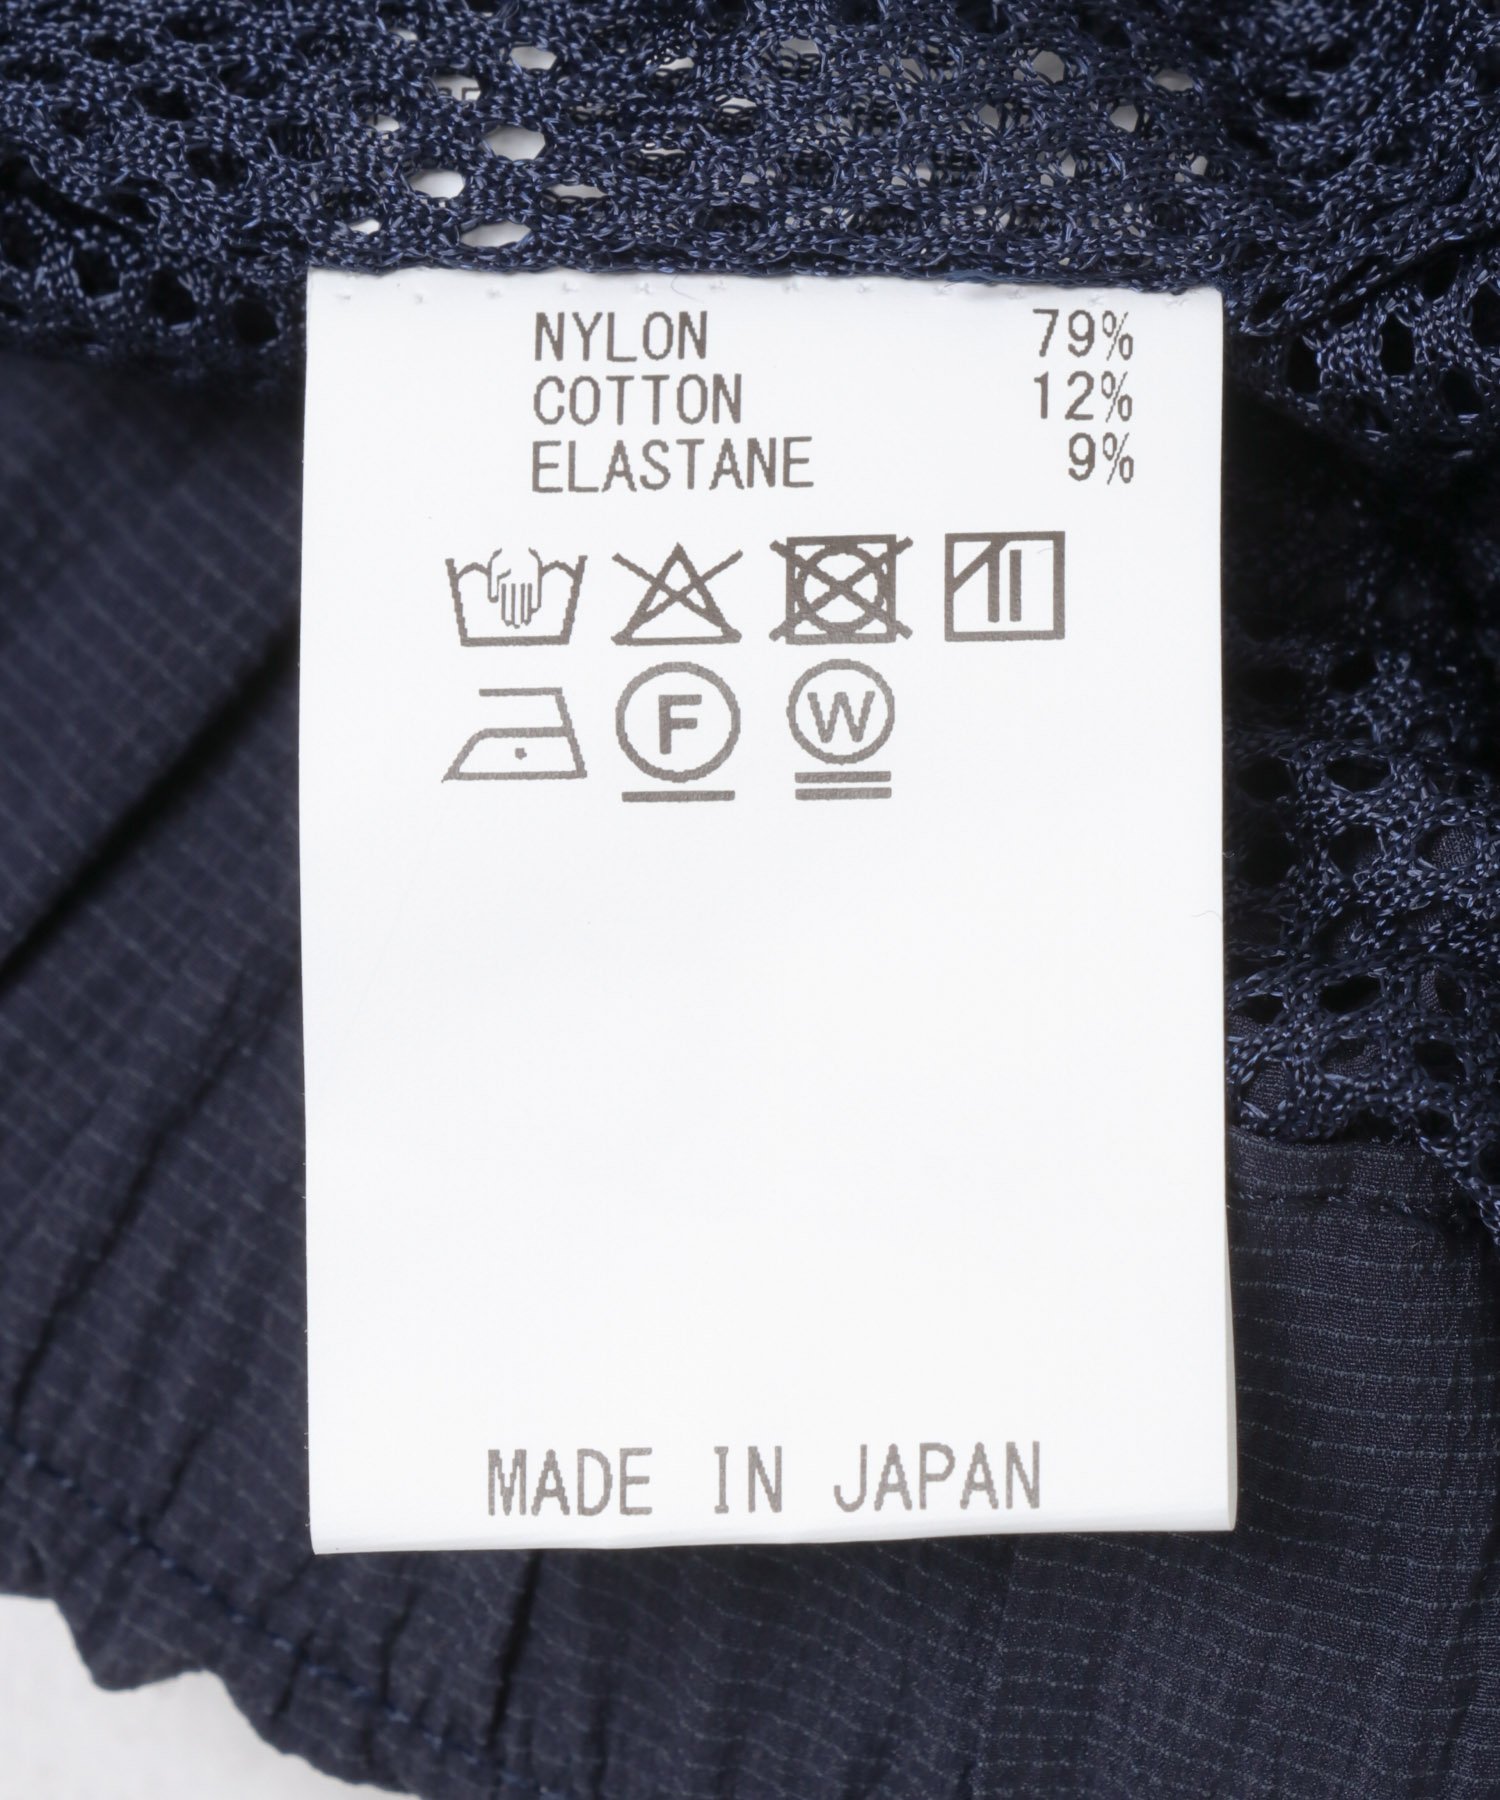 NYLON 79%
COTTON 12%
ELASTANE 9%
F W
MADE IN JAPAN